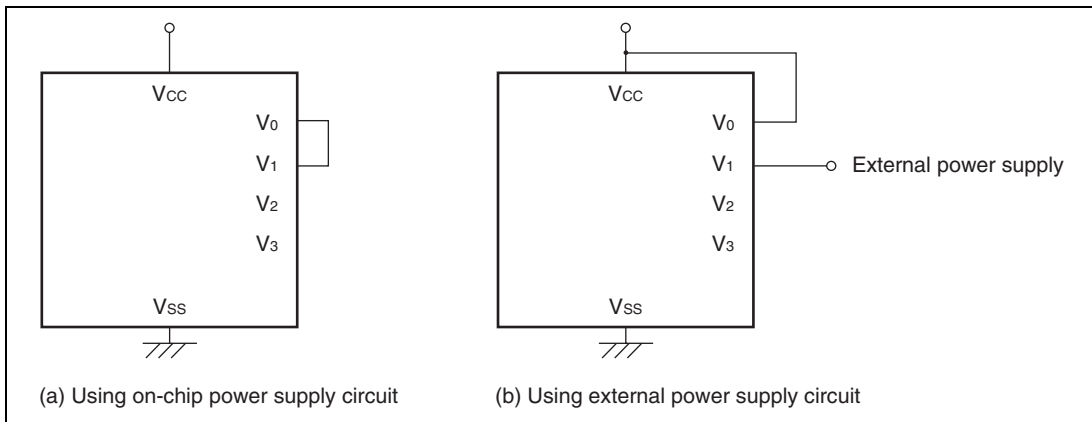 VCC
V0
V1
V2
V3
VSS
(a) Using on-chip power supply circuit
VCC
V0
V1
External power supply
V2
V3
VSS
(b) Using external power supply circuit